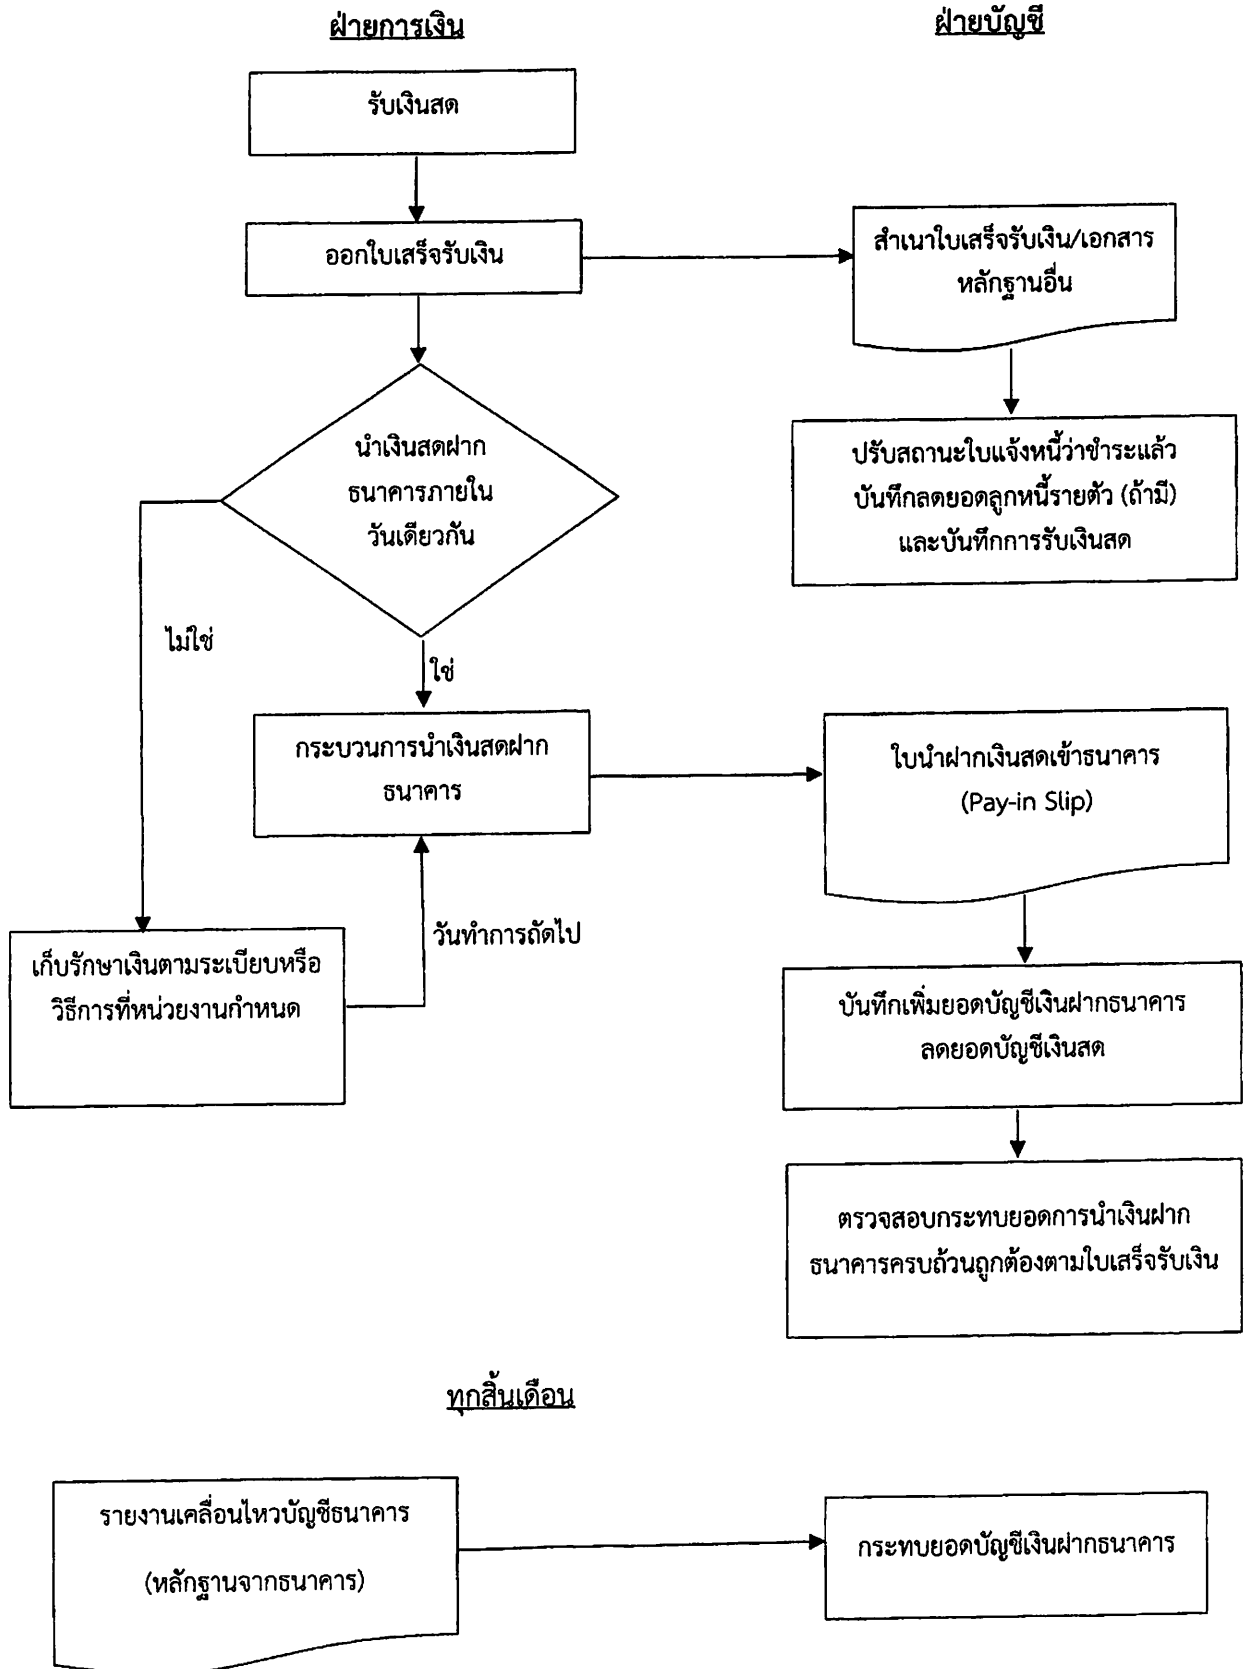 ฝ่ายการเงิน
ฝ่ายบัญชี
รับเงินสด
ออกใบเสร็จรับเงิน
สำเนาใบเสร็จรับเงิน/เอกสาร
หลักฐานอื่น
นำเงินสดฝาก
ธนาคารภายใน
วันเดียวกัน
ปรับสถานะใบแจ้งหนี้ว่าชำระแล้ว
บันทึกลดยอดลูกหนี้รายตัว (ถ้ามี)
และบันทึกการรับเงินสด
ไม่ใช่
ใช่
กระบวนการนำเงินสดฝาก
ธนาคาร
ใบนำฝากเงินสดเข้าธนาคาร
(Pay-in Slip)
วันทำการถัดไป
เก็บรักษาเงินตามระเบียบหรือ
วิธีการที่หน่วยงานกำหนด
บันทึกเพิ่มยอดบัญชีเงินฝากธนาคาร
ลดยอดบัญชีเงินสด
ตรวจสอบกระทบยอดการนำเงินฝาก
ธนาคารครบถ้วนถูกต้องตามใบเสร็จรับเงิน
ทุกสิ้นเดือน
รายงานเคลื่อนไหวบัญชีธนาคาร
(หลักฐานจากธนาคาร)
กระทบยอดบัญชีเงินฝากธนาคาร